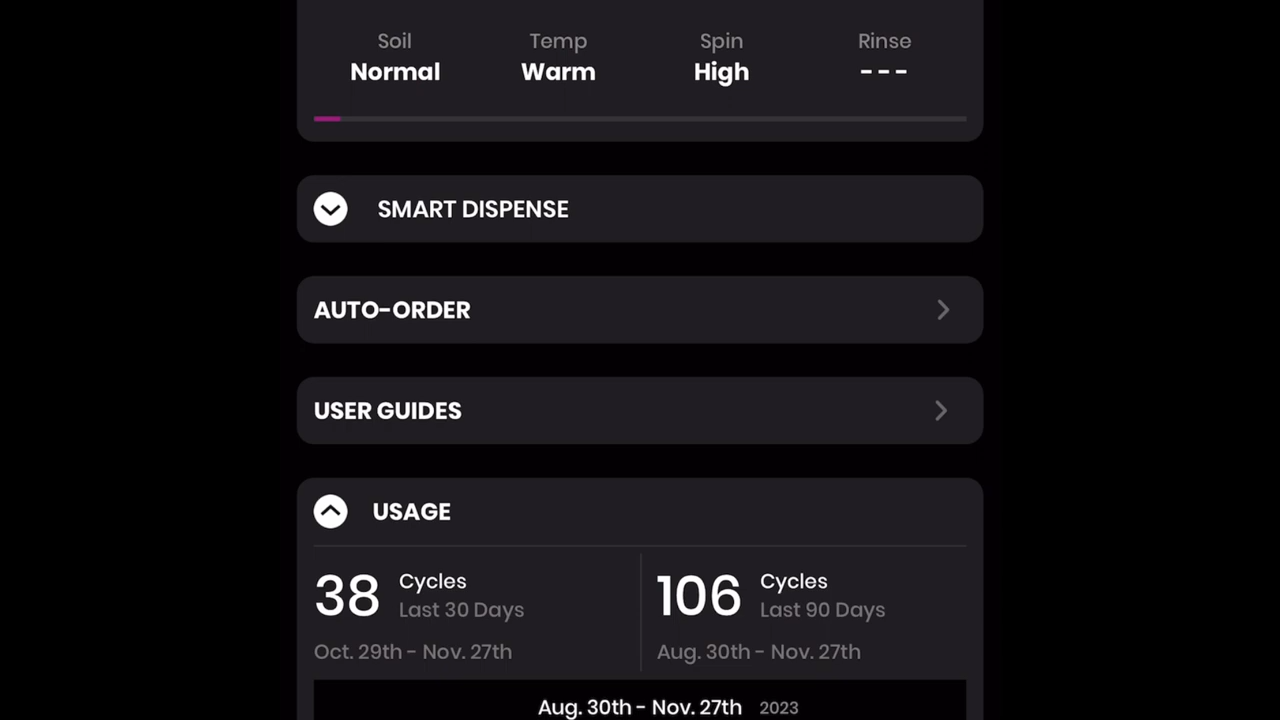 Soil Temp Spin Rinse
Normal Warm High ---
SMART DISPENSE
AUTO-ORDER
USER GUIDES
USAGE
38 Cycles Last 30 Days
Oct. 29th - Nov. 27th
106 Cycles Last 90 Days
Aug. 30th - Nov. 27th
Aug. 30th - Nov. 27th 2023